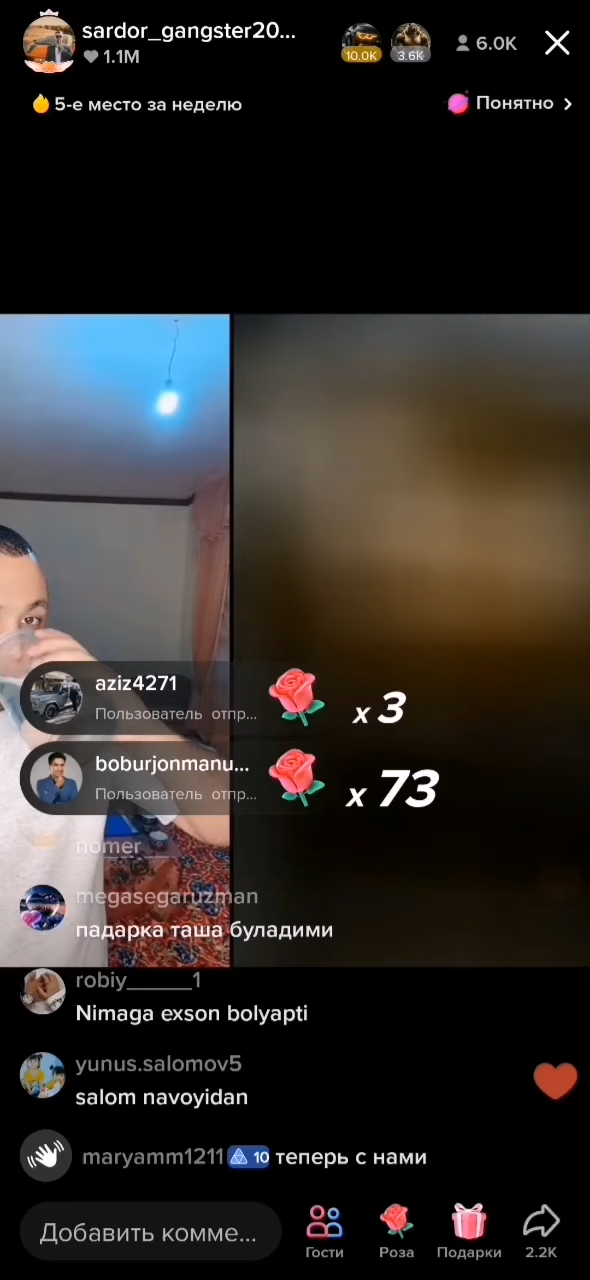 sardor_gangster20...
1.1M
10.0K
3.6K
6.0K
5-е место за неделю
Понятно
aziz4271
Пользователь отпр...
x 3
boburjonmanu...
Пользователь отпр...
x 73
nomer
megasegaruzman
падарка таша буладими
robiy______1
Nimaga exson bolyapti
yunus.salomov5
salom navoyidan
maryamm1211 10 теперь с нами
Добавить комме...
Гости
Роза
Подарки
2.2K